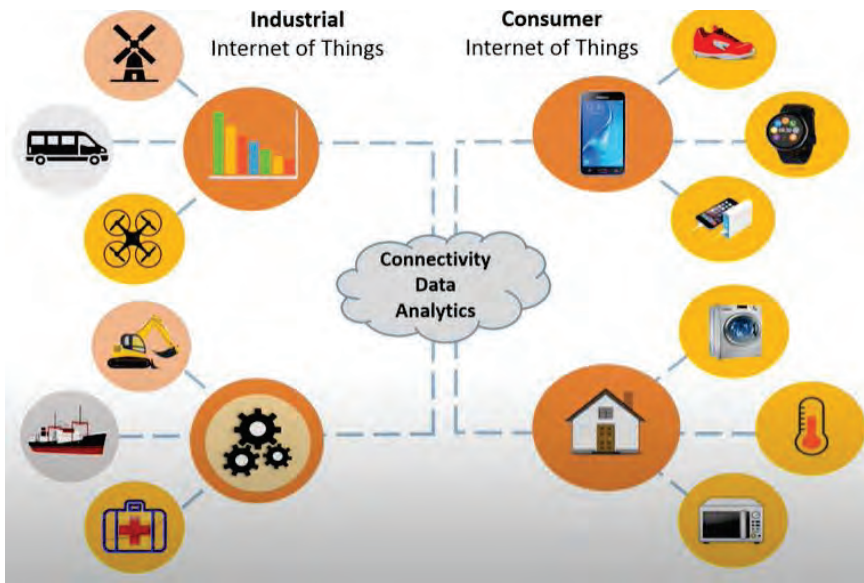 Industrial
Internet of Things
Consumer
Internet of Things
Connectivity
Data
Analytics